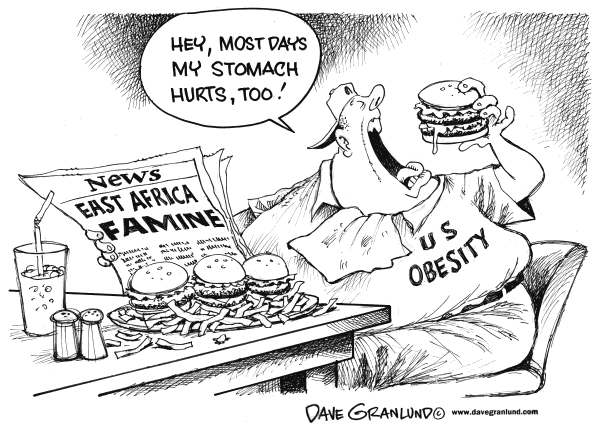 HEY, MOST DAYS
MY STOMACH
HURTS, TOO!
News
EAST AFRICA
FAMINE
U S
OBESITY
DAVE GRANLUND© www.davegranlund.com